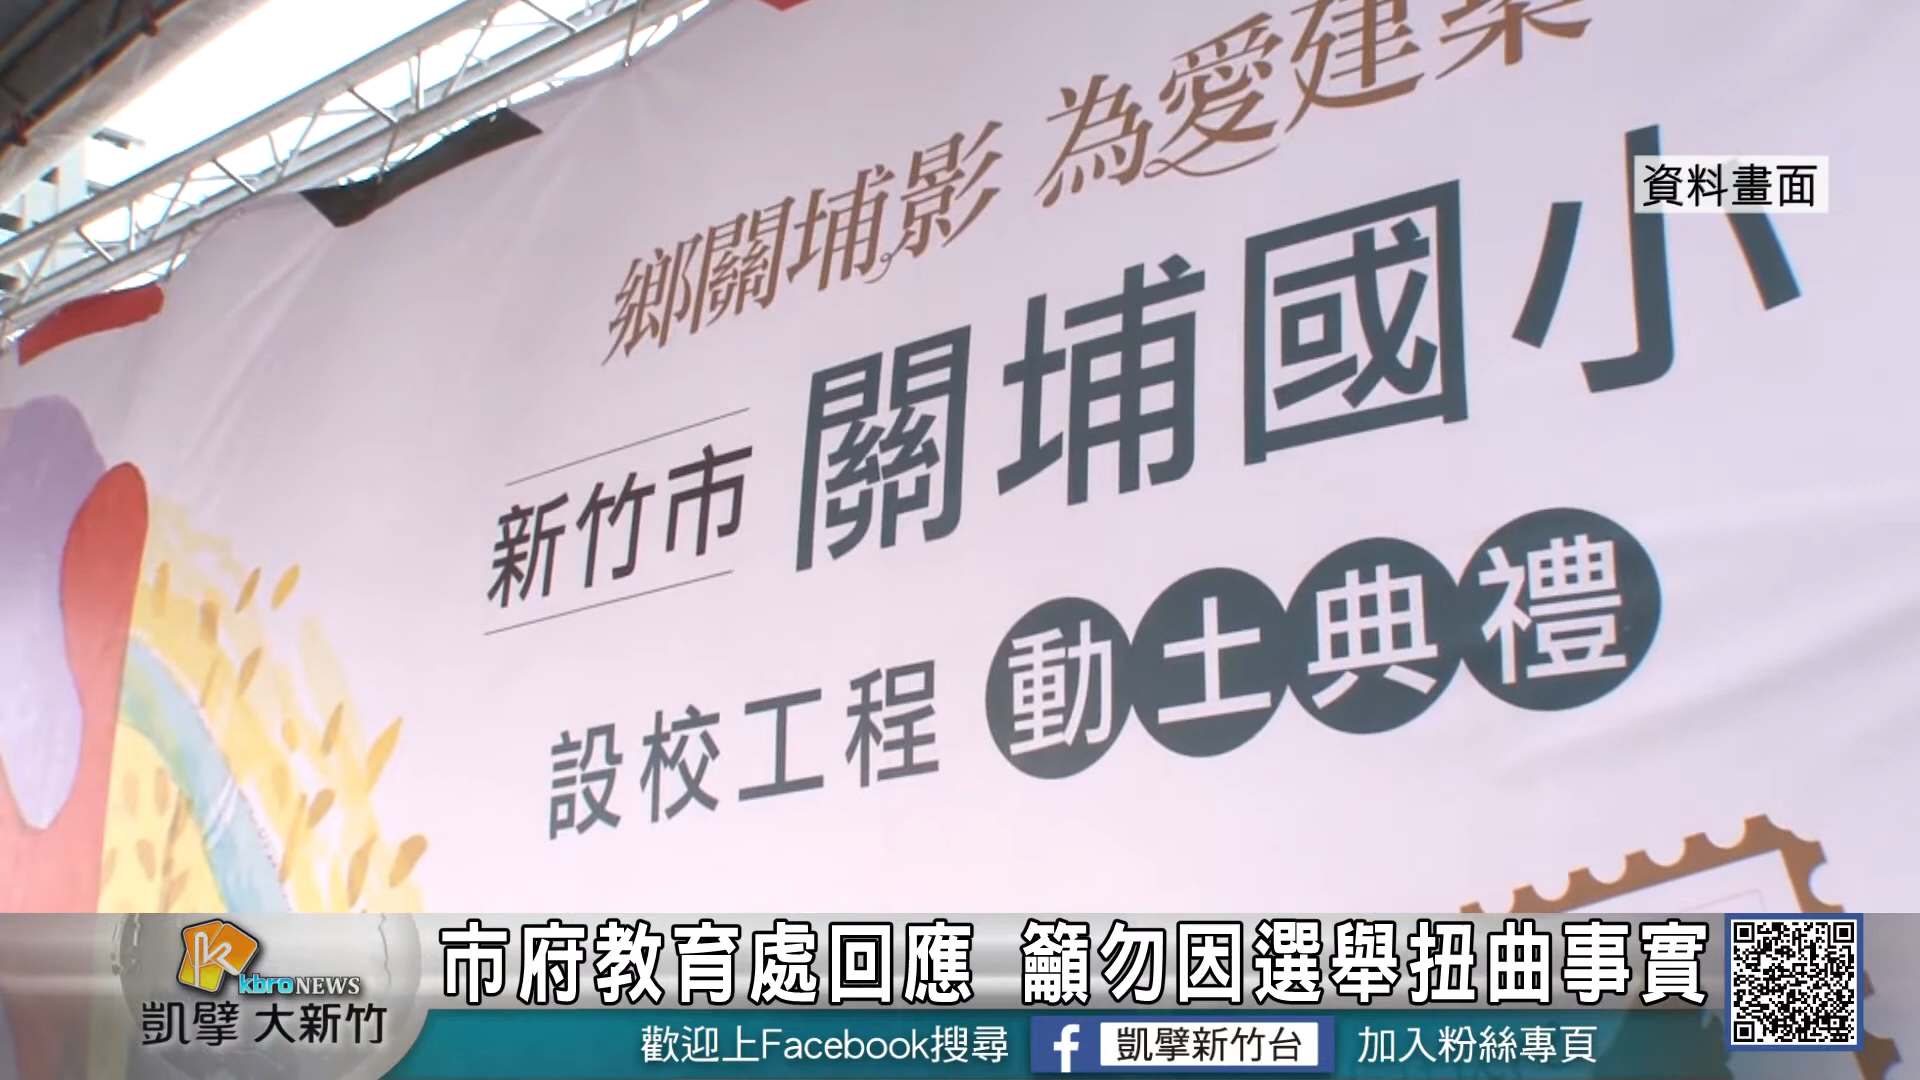 鄉關埔影 為愛建築
資料畫面
新竹市 關埔國小
設校工程 動土典禮
市府教育處回應 籲勿因選舉扭曲事實
kbro NEWS
凱擘 大新竹
歡迎上Facebook搜尋 f 凱擘新竹台 加入粉絲專頁